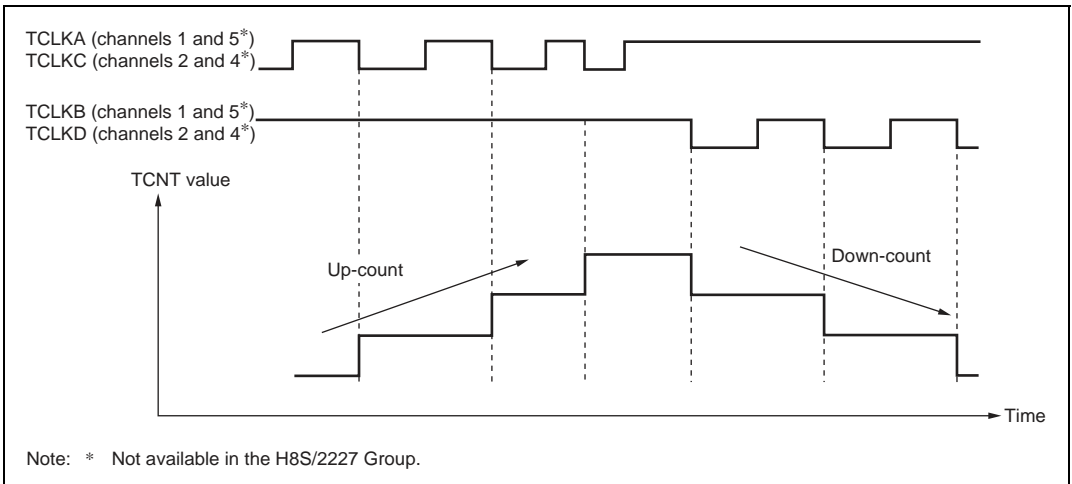 TCLKA (channels 1 and 5*)
TCLKC (channels 2 and 4*)
TCLKB (channels 1 and 5*)
TCLKD (channels 2 and 4*)
TCNT value
Up-count
Down-count
Time
Note: * Not available in the H8S/2227 Group.